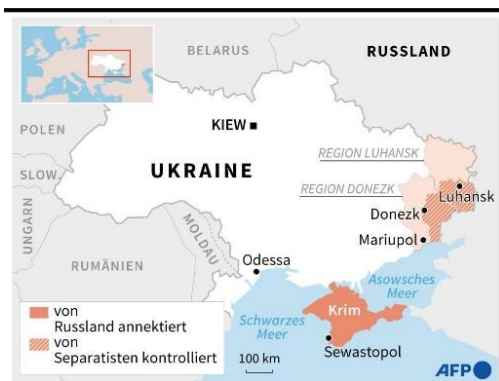 BELARUS
RUSSLAND
POLEN
KIEW
SLOW.
UKRAINE
REGION LUHANSK
REGION DONEZK
Luhansk
Donezk
UNGARN
MOLDAU
Mariupol
RUMÄNIEN
Odessa
Asowsches
Meer
Schwarzes
Meer
Krim
Sewastopol
von
Russland annektiert
von
Separatisten kontrolliert
100 km
AFP